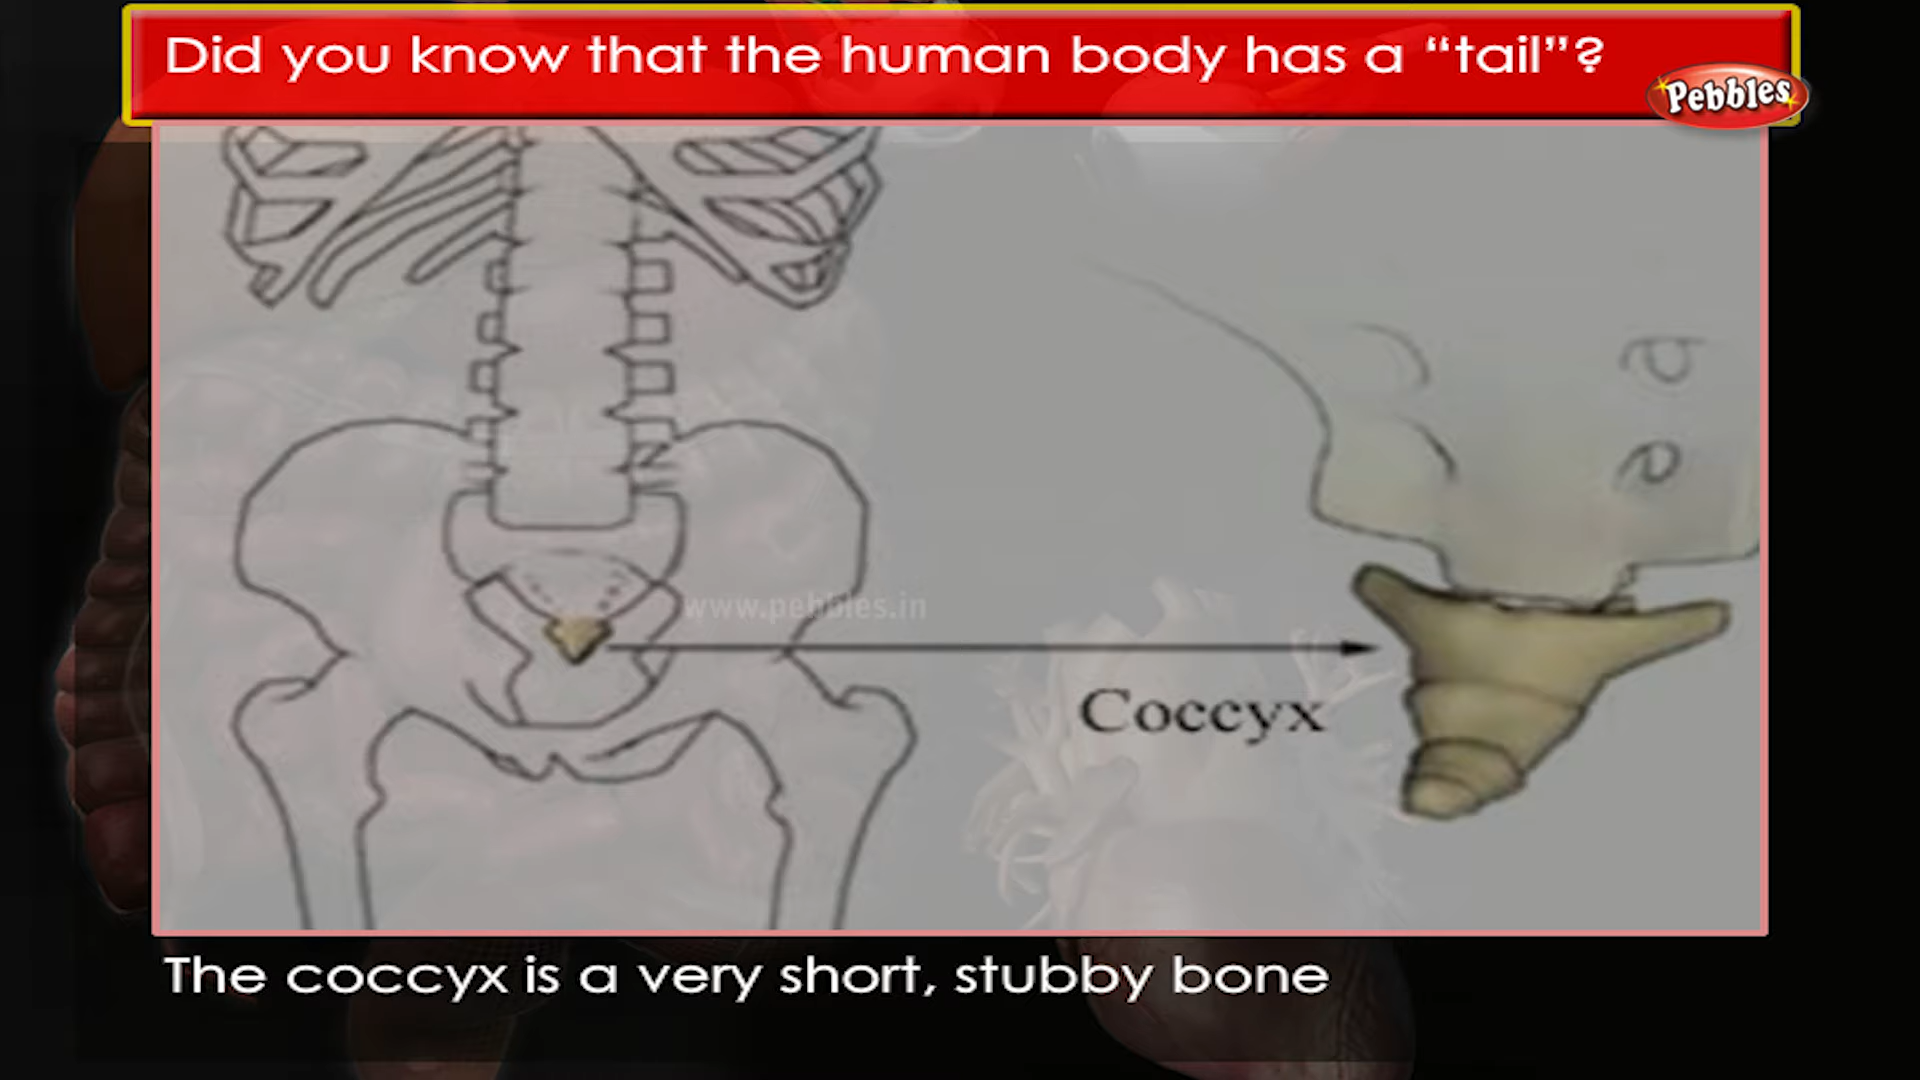 Did you know that the human body has a “tail”?
Pebbles
www.pebbles.in
Coccyx
The coccyx is a very short, stubby bone